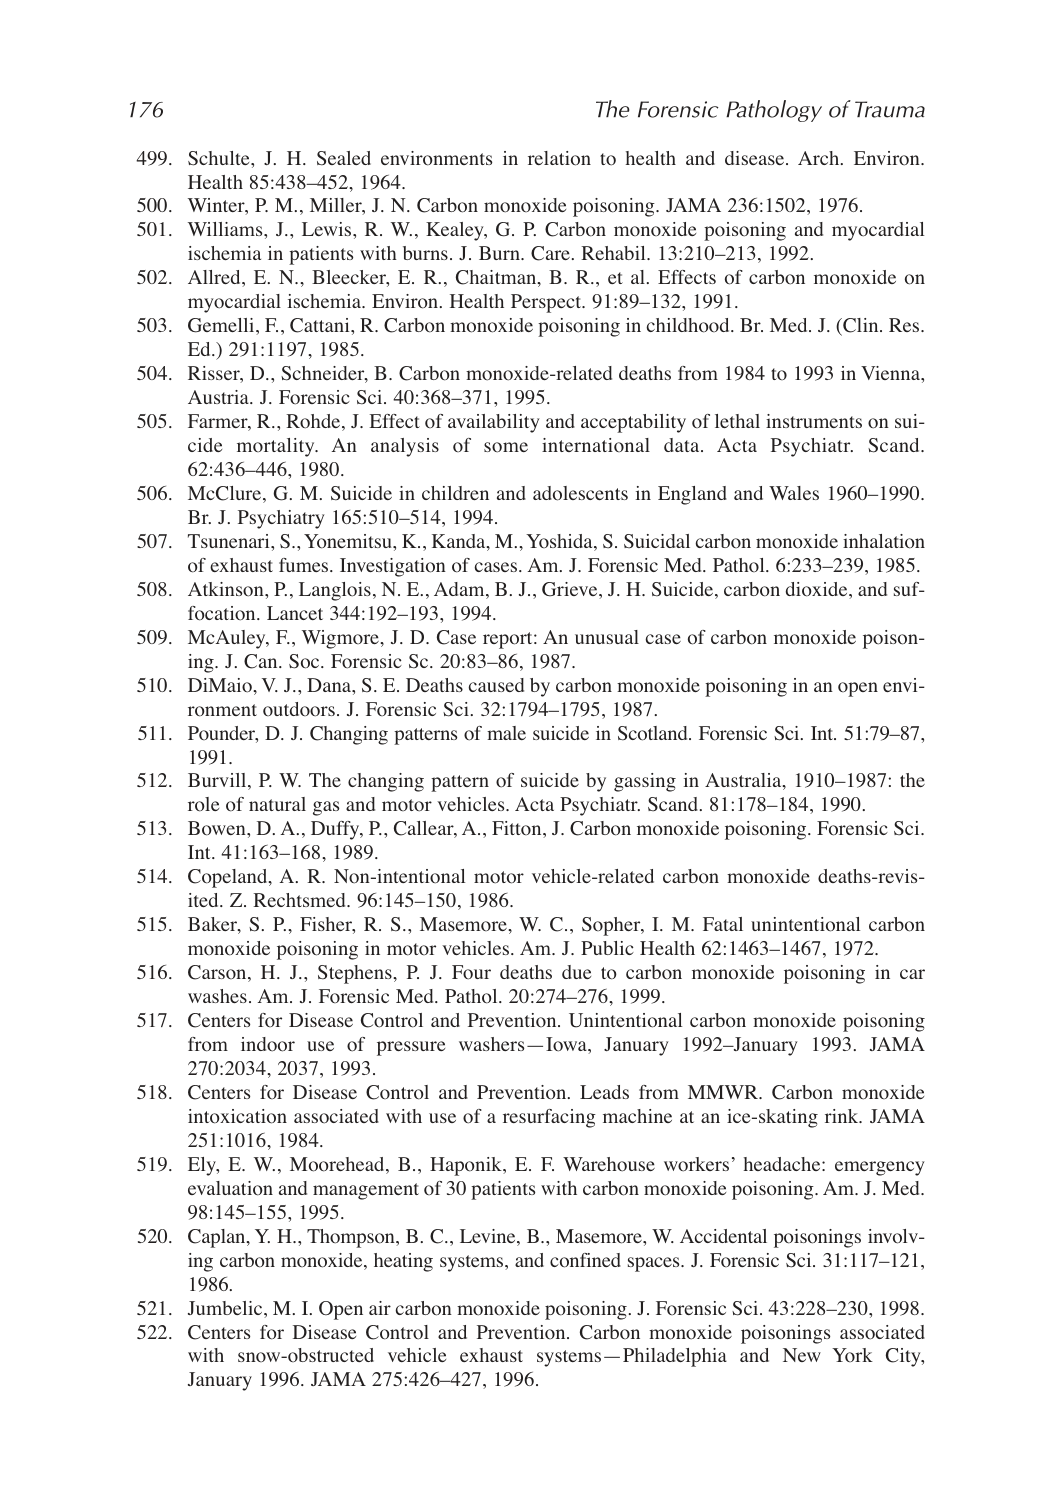 176 The Forensic Pathology of Trauma
499. Schulte, J. H. Sealed environments in relation to health and disease. Arch. Environ.
Health 85:438–452, 1964.
500. Winter, P. M., Miller, J. N. Carbon monoxide poisoning. JAMA 236:1502, 1976.
501. Williams, J., Lewis, R. W., Kealey, G. P. Carbon monoxide poisoning and myocardial
ischemia in patients with burns. J. Burn. Care. Rehabil. 13:210–213, 1992.
502. Allred, E. N., Bleecker, E. R., Chaitman, B. R., et al. Effects of carbon monoxide on
myocardial ischemia. Environ. Health Perspect. 91:89–132, 1991.
503. Gemelli, F., Cattani, R. Carbon monoxide poisoning in childhood. Br. Med. J. (Clin. Res.
Ed.) 291:1197, 1985.
504. Risser, D., Schneider, B. Carbon monoxide-related deaths from 1984 to 1993 in Vienna,
Austria. J. Forensic Sci. 40:368–371, 1995.
505. Farmer, R., Rohde, J. Effect of availability and acceptability of lethal instruments on sui-
cide mortality. An analysis of some international data. Acta Psychiatr. Scand.
62:436–446, 1980.
506. McClure, G. M. Suicide in children and adolescents in England and Wales 1960–1990.
Br. J. Psychiatry 165:510–514, 1994.
507. Tsunenari, S., Yonemitsu, K., Kanda, M., Yoshida, S. Suicidal carbon monoxide inhalation
of exhaust fumes. Investigation of cases. Am. J. Forensic Med. Pathol. 6:233–239, 1985.
508. Atkinson, P., Langlois, N. E., Adam, B. J., Grieve, J. H. Suicide, carbon dioxide, and suf-
focation. Lancet 344:192–193, 1994.
509. McAuley, F., Wigmore, J. D. Case report: An unusual case of carbon monoxide poison-
ing. J. Can. Soc. Forensic Sc. 20:83–86, 1987.
510. DiMaio, V. J., Dana, S. E. Deaths caused by carbon monoxide poisoning in an open envi-
ronment outdoors. J. Forensic Sci. 32:1794–1795, 1987.
511. Pounder, D. J. Changing patterns of male suicide in Scotland. Forensic Sci. Int. 51:79–87,
1991.
512. Burvill, P. W. The changing pattern of suicide by gassing in Australia, 1910–1987: the
role of natural gas and motor vehicles. Acta Psychiatr. Scand. 81:178–184, 1990.
513. Bowen, D. A., Duffy, P., Callear, A., Fitton, J. Carbon monoxide poisoning. Forensic Sci.
Int. 41:163–168, 1989.
514. Copeland, A. R. Non-intentional motor vehicle-related carbon monoxide deaths-revis-
ited. Z. Rechtsmed. 96:145–150, 1986.
515. Baker, S. P., Fisher, R. S., Masemore, W. C., Sopher, I. M. Fatal unintentional carbon
monoxide poisoning in motor vehicles. Am. J. Public Health 62:1463–1467, 1972.
516. Carson, H. J., Stephens, P. J. Four deaths due to carbon monoxide poisoning in car
washes. Am. J. Forensic Med. Pathol. 20:274–276, 1999.
517. Centers for Disease Control and Prevention. Unintentional carbon monoxide poisoning
from indoor use of pressure washers—Iowa, January 1992–January 1993. JAMA
270:2034, 2037, 1993.
518. Centers for Disease Control and Prevention. Leads from MMWR. Carbon monoxide
intoxication associated with use of a resurfacing machine at an ice-skating rink. JAMA
251:1016, 1984.
519. Ely, E. W., Moorehead, B., Haponik, E. F. Warehouse workers’ headache: emergency
evaluation and management of 30 patients with carbon monoxide poisoning. Am. J. Med.
98:145–155, 1995.
520. Caplan, Y. H., Thompson, B. C., Levine, B., Masemore, W. Accidental poisonings involv-
ing carbon monoxide, heating systems, and confined spaces. J. Forensic Sci. 31:117–121,
1986.
521. Jumbelic, M. I. Open air carbon monoxide poisoning. J. Forensic Sci. 43:228–230, 1998.
522. Centers for Disease Control and Prevention. Carbon monoxide poisonings associated
with snow-obstructed vehicle exhaust systems—Philadelphia and New York City,
January 1996. JAMA 275:426–427, 1996.